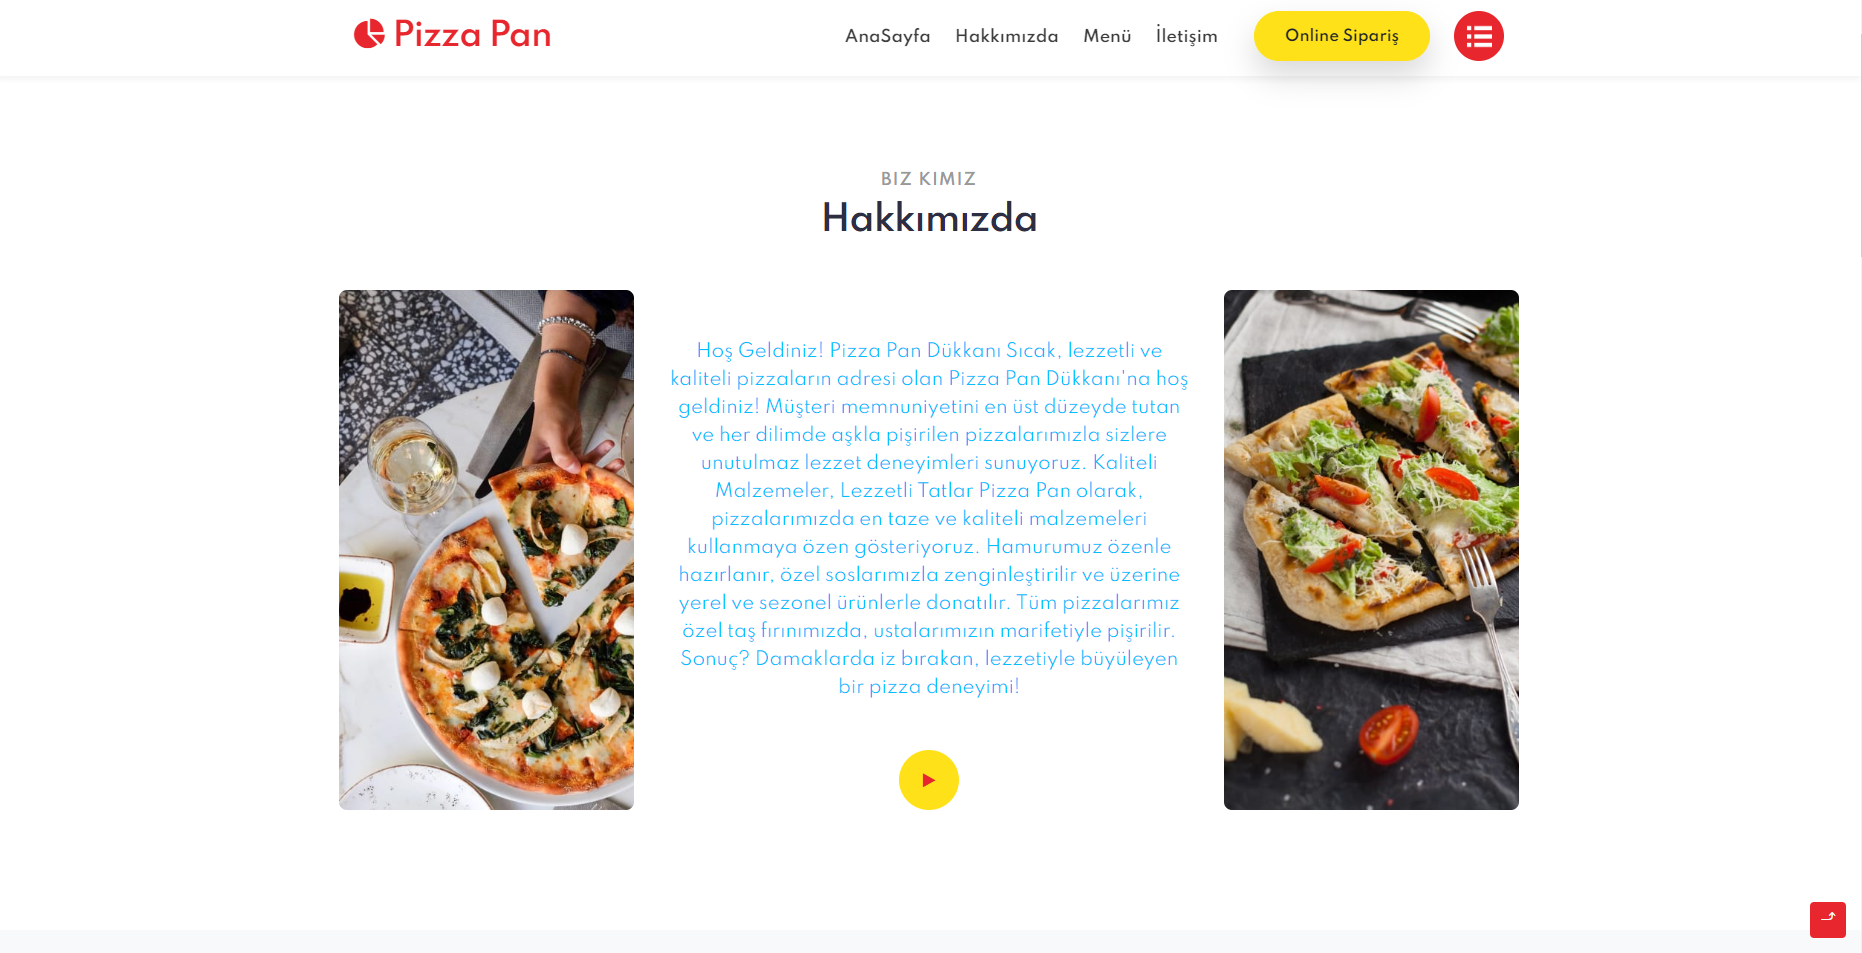 Pizza Pan
AnaSayfa
Hakkımızda
Menü
İletişim
Online Sipariş
BIZ KIMIZ
Hakkımızda
Hoş Geldiniz! Pizza Pan Dükkanı Sıcak, lezzetli ve
kaliteli pizzaların adresi olan Pizza Pan Dükkanı'na hoş
geldiniz! Müşteri memnuniyetini en üst düzeyde tutan
ve her dilimde aşkla pişirilen pizzalarımızla sizlere
unutulmaz lezzet deneyimleri sunuyoruz. Kaliteli
Malzemeler, Lezzetli Tatlar Pizza Pan olarak,
pizzalarımızda en taze ve kaliteli malzemeleri
kullanmaya özen gösteriyoruz. Hamurumuz özenle
hazırlanır, özel soslarımızla zenginleştirilir ve üzerine
yerel ve sezonel ürünlerle donatılır. Tüm pizzalarımız
özel taş fırınımızda, ustalarımızın marifetiyle pişirilir.
Sonuç? Damaklarda iz bırakan, lezzetiyle büyüleyen
bir pizza deneyimi!